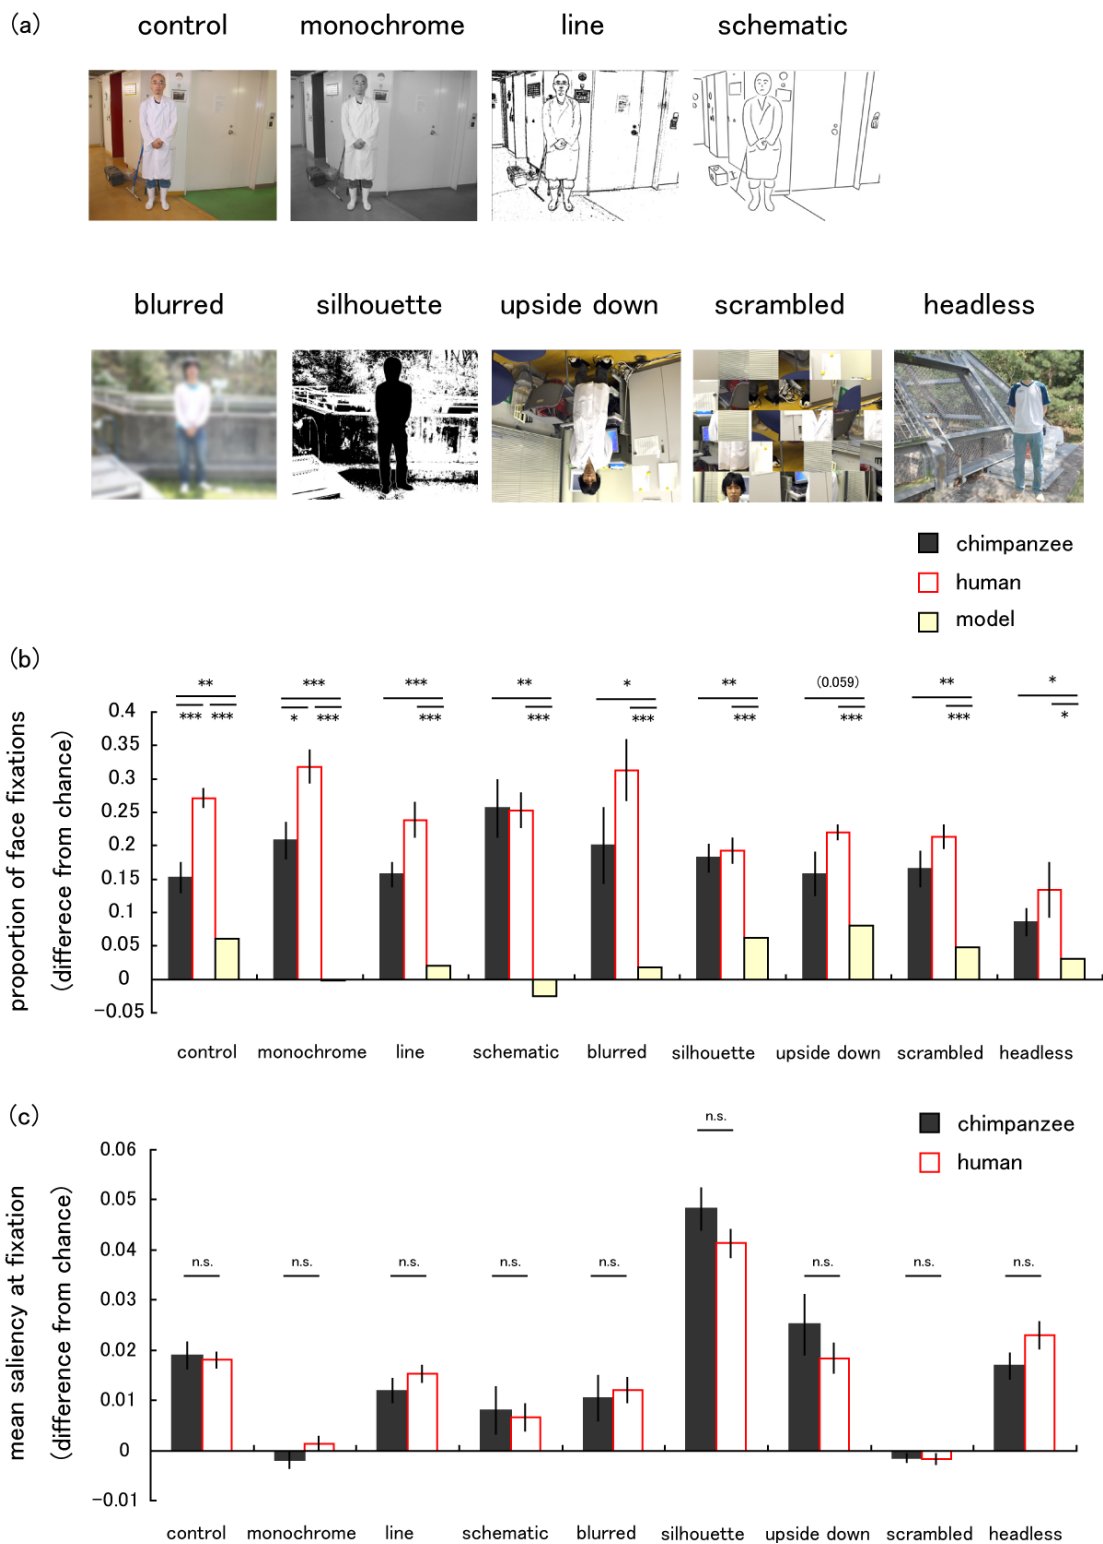 (a)
control monochrome line schematic
blurred silhouette upside down scrambled headless
chimpanzee
human
model
(b)
proportion of face fixations
(differece from chance)
** *** *** ** * ** (0.059) ** *
*** *** * *** *** *** *** *** *** *** *
0.4
0.35
0.3
0.25
0.2
0.15
0.1
0.05
0
−0.05
control monochrome line schematic blurred silhouette upside down scrambled headless
(c)
chimpanzee
human
mean saliency at fixation
(difference from chance)
n.s.
n.s. n.s. n.s. n.s. n.s. n.s. n.s. n.s.
0.06
0.05
0.04
0.03
0.02
0.01
0
−0.01
control monochrome line schematic blurred silhouette upside down scrambled headless